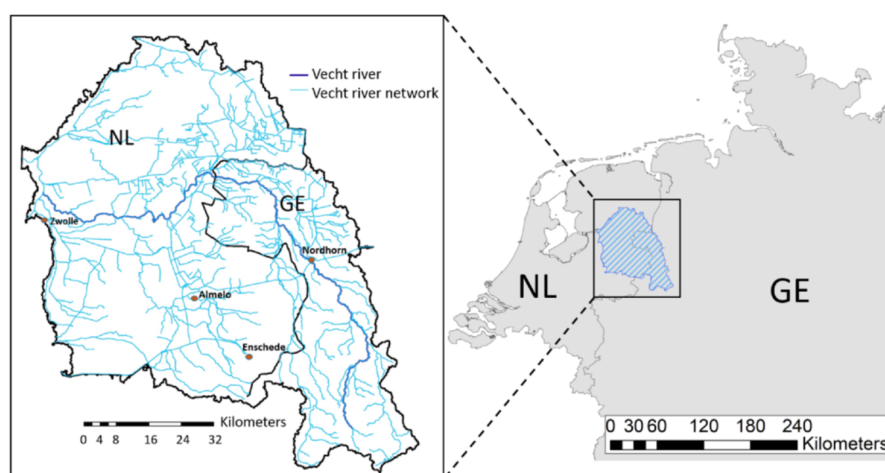 Vecht river
Vecht river network
NL
GE
Zwolle
Nordhorn
Almelo
Enschede
Kilometers
0 4 8 16 24 32
NL
GE
0 30 60 120 180 240
Kilometers